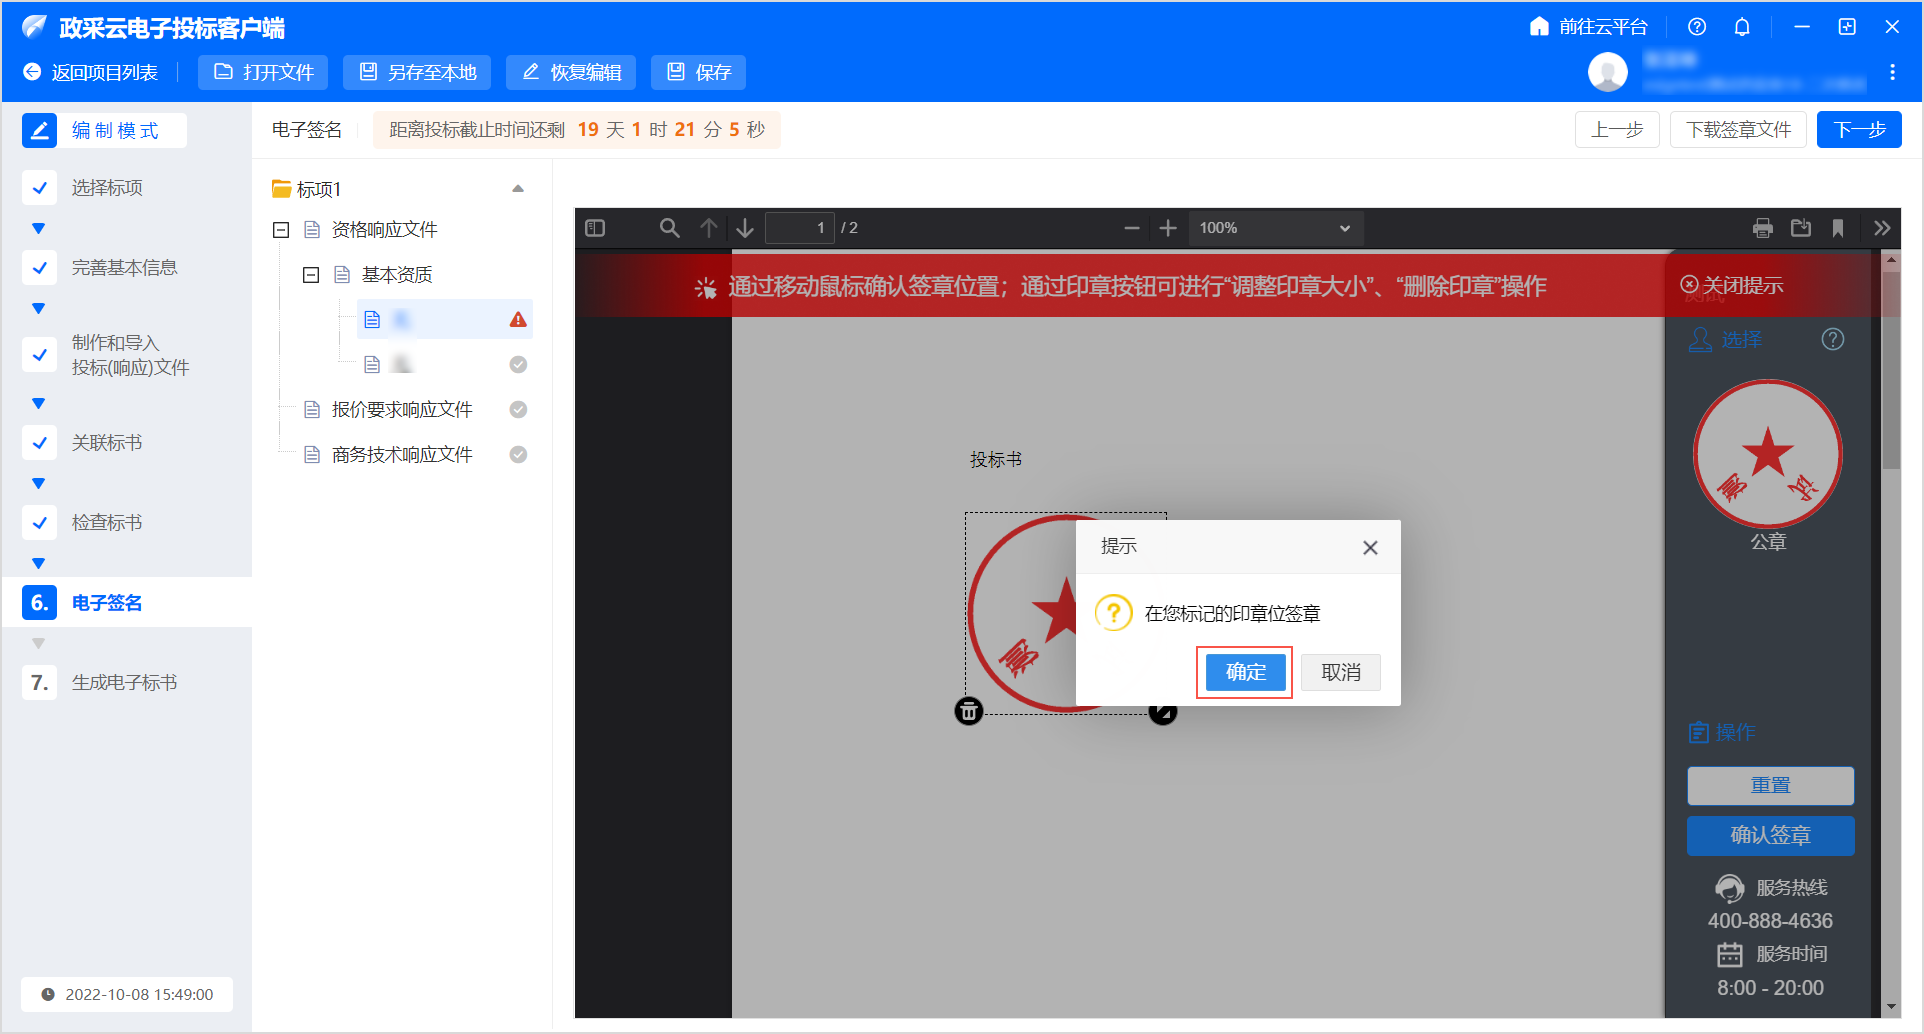 政采云电子投标客户端
前往云平台
返回项目列表
打开文件
另存至本地
恢复编辑
保存
编制模式
选择标项
完善基本信息
制作和导入
投标(响应)文件
关联标书
检查标书
6. 电子签名
7. 生成电子标书
2022-10-08 15:49:00
电子签名
距离投标截止时间还剩 19 天 1 时 21 分 5 秒
上一步
下载签章文件
下一步
标项1
资格响应文件
基本资质
报价要求响应文件
商务技术响应文件
1 / 2
100%
通过移动鼠标确认签章位置；通过印章按钮可进行“调整印章大小”、“删除印章”操作
关闭提示
测试
选择
测 试
公章
投标书
测
提示
在您标记的印章位签章
确定
取消
操作
重置
确认签章
服务热线
400-888-4636
服务时间
8:00 - 20:00